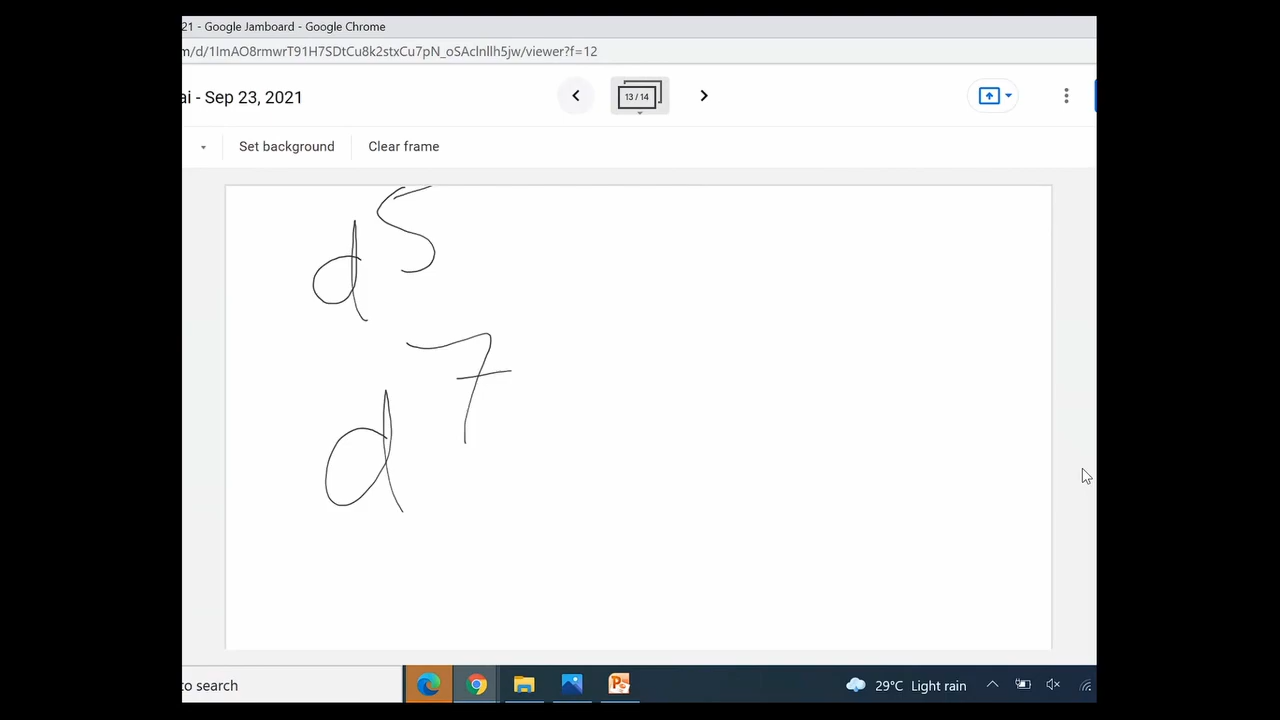 21 - Google Jamboard - Google Chrome
m/d/1ImAO8rmwrT91H7SDtCu8k2stxCu7pN_oSAclnllh5jw/viewer?f=12
ai - Sep 23, 2021
13 / 14
Set background Clear frame
d⁵
d⁷
to search
29°C Light rain